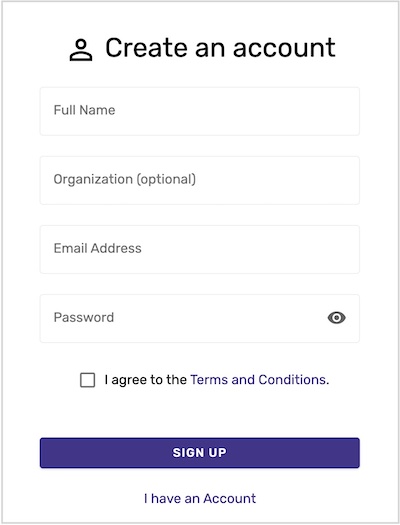 Create an account
Full Name
Organization (optional)
Email Address
Password
I agree to the Terms and Conditions.
SIGN UP
I have an Account